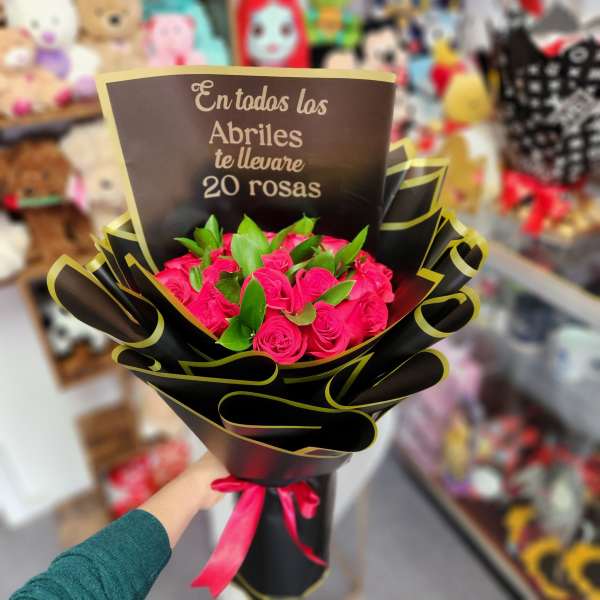 En todos los
Abriles
te llevare
20 rosas